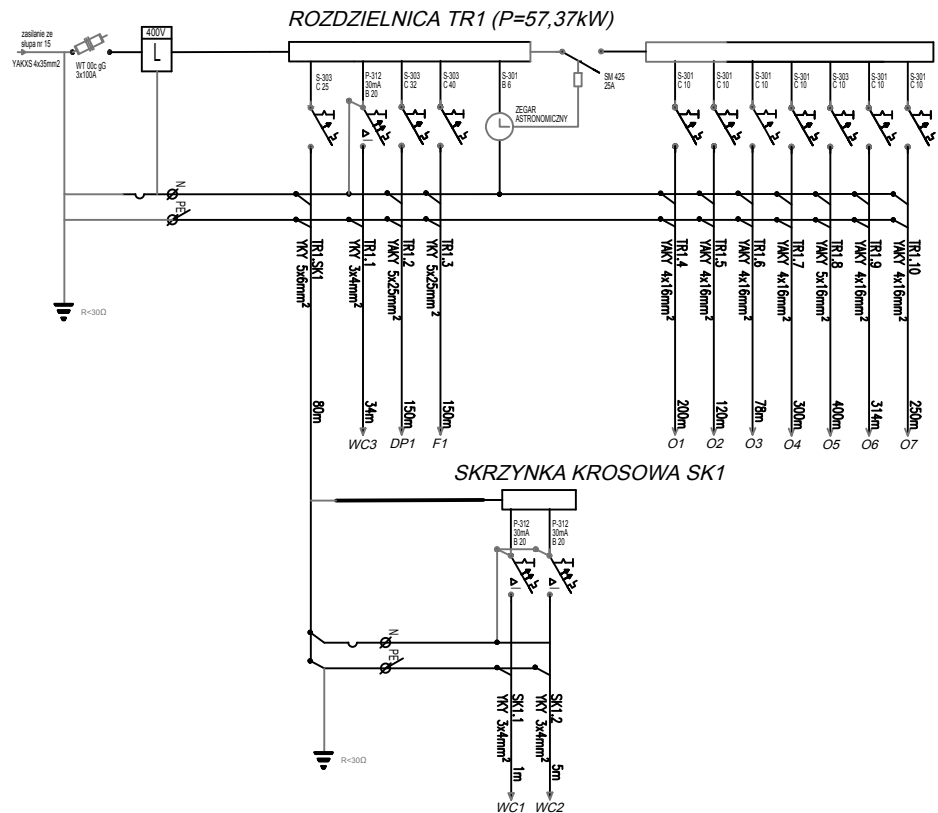 ROZDZIELNICA TR1 (P=57,37kW)
zasilanie ze
słupa nr 15
YAKXS 4x35mm2
WT 00c gG
3x100A
400V
L
S-303
C 25
P-312
30mA
B 20
S-303
C 32
S-303
C 40
S-301
B 6
ZEGAR
ASTRONOMICZNY
SM 425
25A
S-301
C 10
S-301
C 10
S-301
C 10
S-301
C 10
S-301
C 10
S-301
C 10
S-301
C 10
N
PE
TR1.SK1
YKY 5x6mm²
TR1.1
YKY 3x4mm²
TR1.2
YAKY 5x25mm²
TR1.3
YKY 5x25mm²
TR1.4
YAKY 4x16mm²
TR1.5
YAKY 4x16mm²
TR1.6
YAKY 4x16mm²
TR1.7
YAKY 4x16mm²
TR1.8
YAKY 5x16mm²
TR1.9
YAKY 4x16mm²
TR1.10
YAKY 4x16mm²
R<30Ω
80m
34m
150m
150m
200m
120m
78m
300m
400m
314m
250m
WC3
DP1
F1
O1
O2
O3
O4
O5
O6
O7
SKRZYNKA KROSOWA SK1
P-312
30mA
B 20
P-312
30mA
B 20
N
PE
SK1.1
YKY 3x4mm²
SK1.2
YKY 3x4mm²
R<30Ω
1m
5m
WC1
WC2